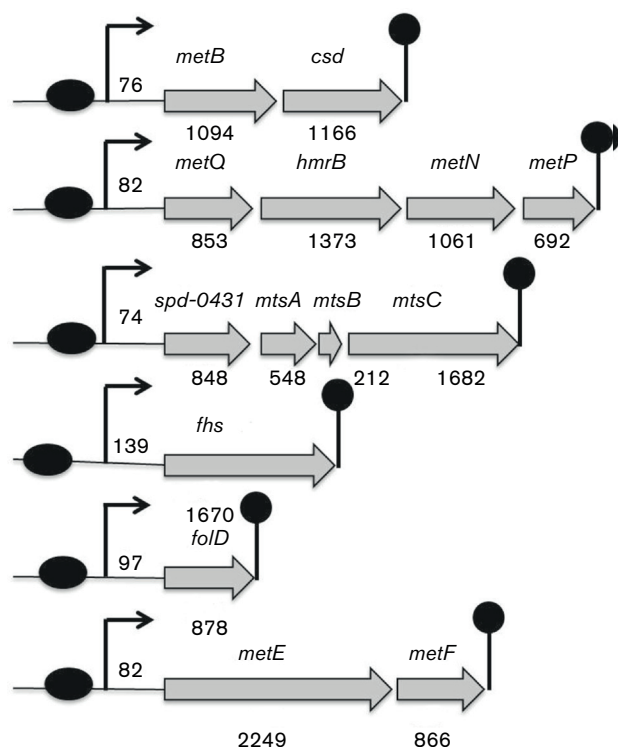 metB csd
76
1094 1166
metQ hmrB metN metP
82
853 1373 1061 692
spd-0431 mtsA mtsB mtsC
74
848 548 212 1682
fhs
139
1670
folD
97
878
metE metF
82
2249 866